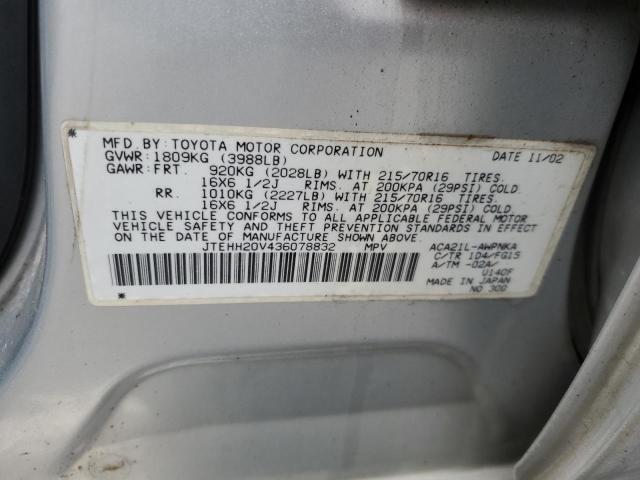 MFD. BY: TOYOTA MOTOR CORPORATION DATE 11/02
GVWR: 1809KG (3988LB)
GAWR: FRT. 920KG (2028LB) WITH 215/70R16 TIRES.
16X6 1/2J RIMS. AT 200KPA (29PSI) COLD.
RR. 1010KG (2227LB) WITH 215/70R16 TIRES.
16X6 1/2J RIMS. AT 200KPA (29PSI) COLD.
THIS VEHICLE CONFORMS TO ALL APPLICABLE FEDERAL MOTOR
VEHICLE SAFETY AND THEFT PREVENTION STANDARDS IN EFFECT
ON THE DATE OF MANUFACTURE SHOWN ABOVE.
JTEHH20V436078832 MPV ACA21L-AWPNKA
C/TR 1D4/FG15
A/TM -02A/
U140F
MADE IN JAPAN
NO 300